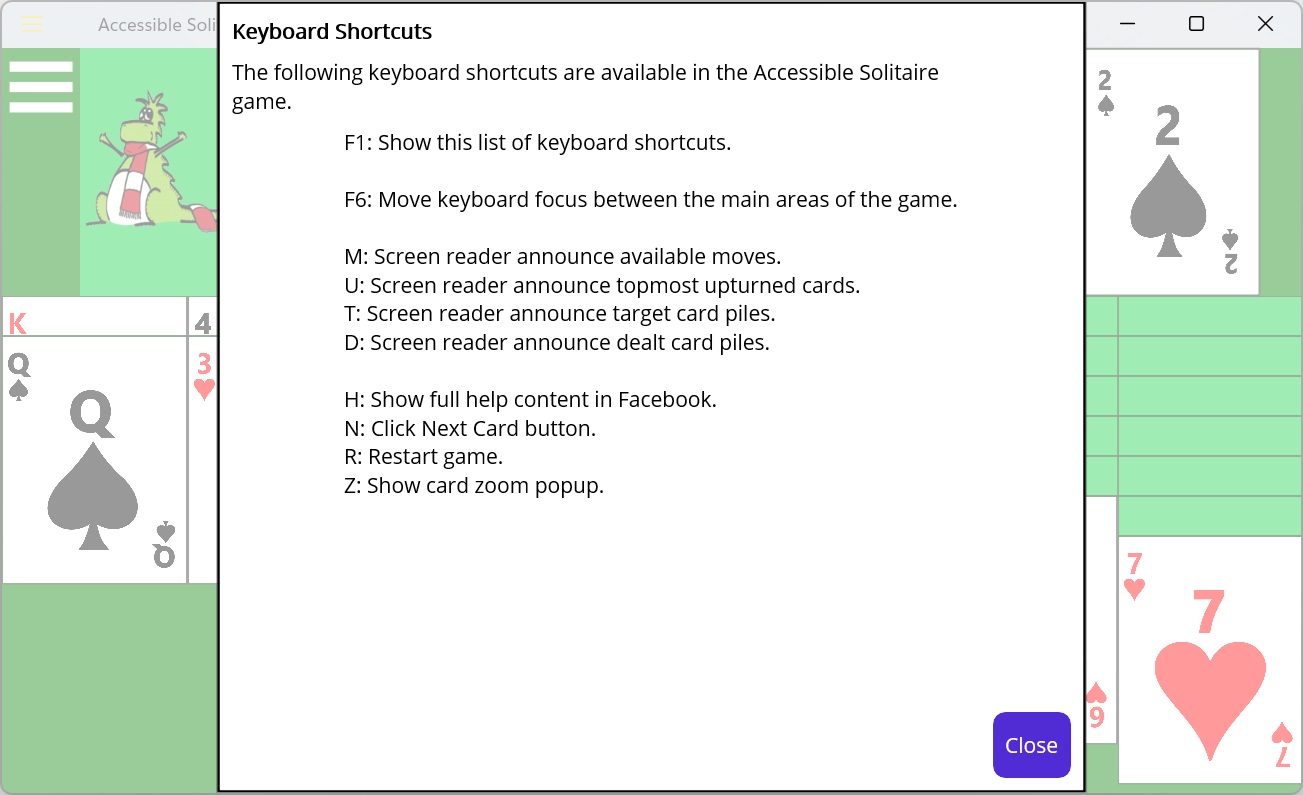 Accessible Soli
Keyboard Shortcuts
The following keyboard shortcuts are available in the Accessible Solitaire
game.
F1: Show this list of keyboard shortcuts.
F6: Move keyboard focus between the main areas of the game.
M: Screen reader announce available moves.
U: Screen reader announce topmost upturned cards.
T: Screen reader announce target card piles.
D: Screen reader announce dealt card piles.
H: Show full help content in Facebook.
N: Click Next Card button.
R: Restart game.
Z: Show card zoom popup.
Close
2
2
2
K
4
Q
3
Q
Q
7
7
6
7